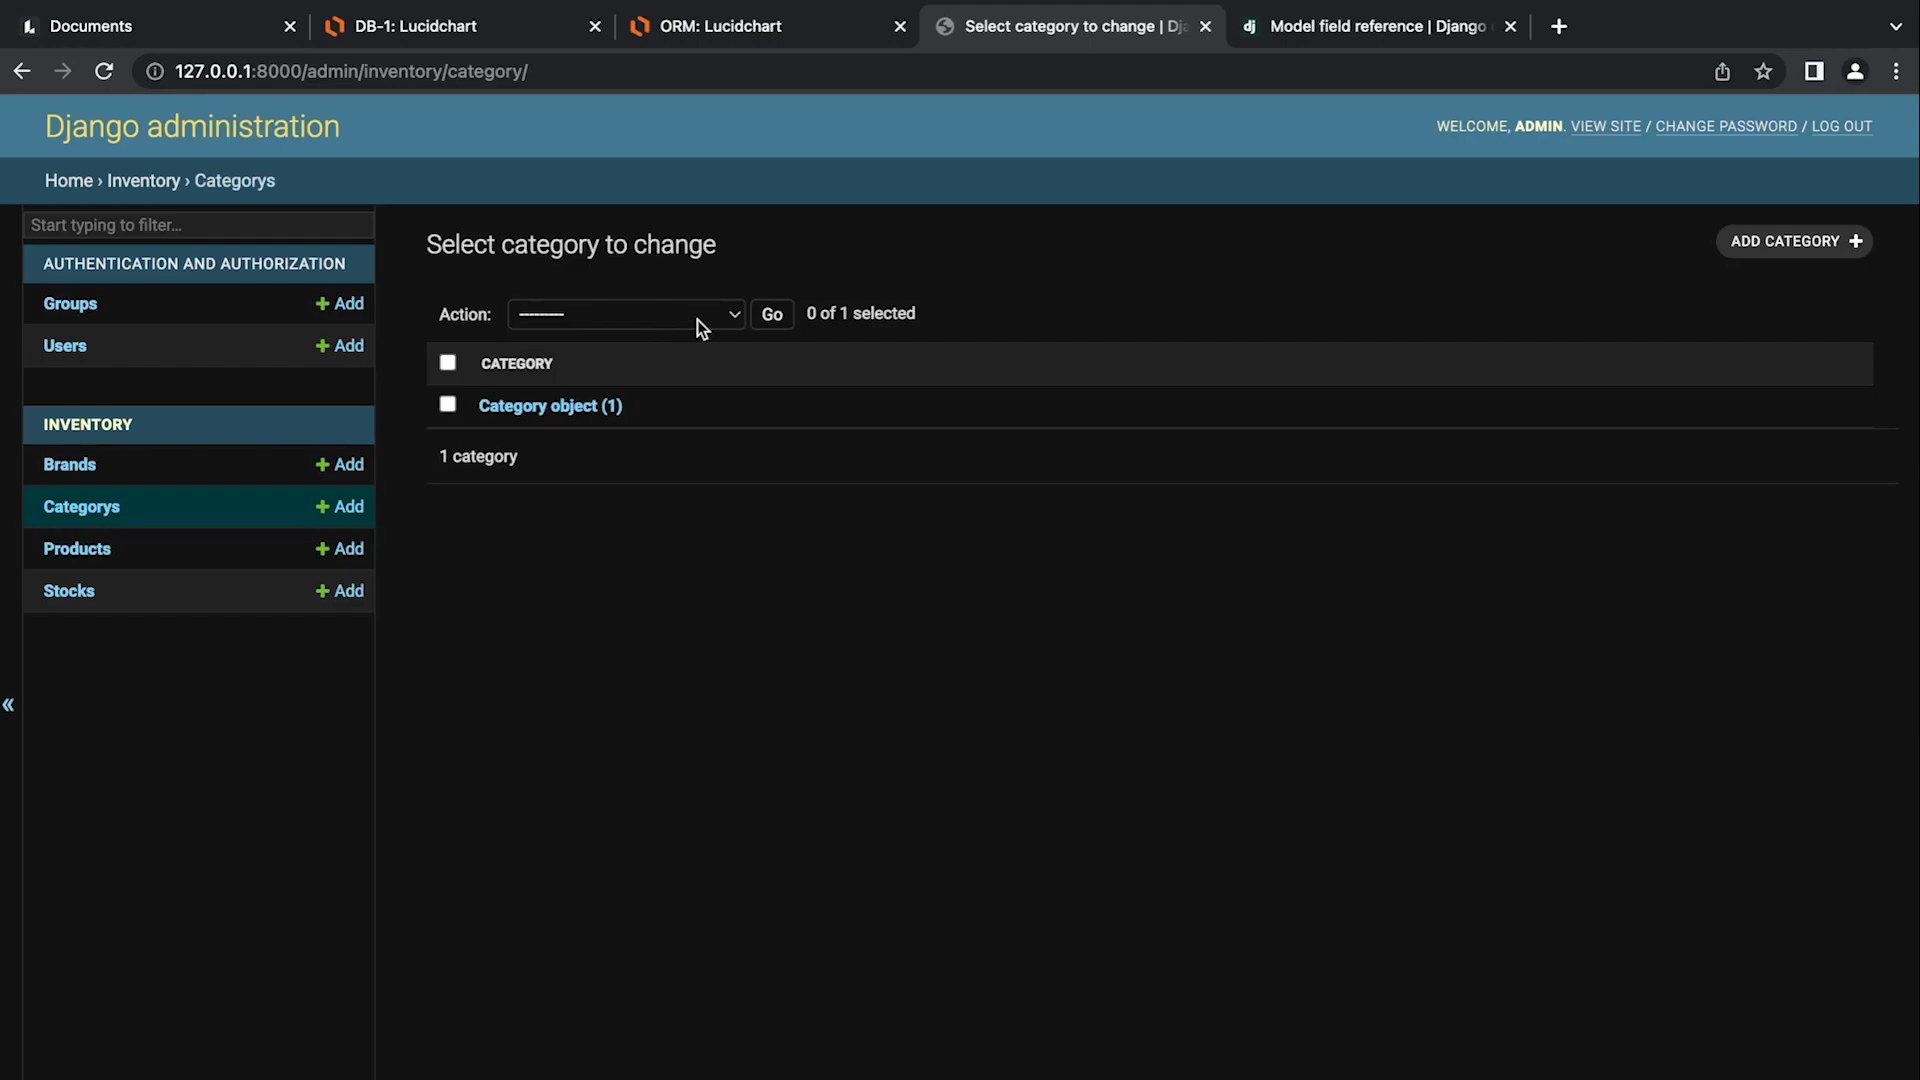 Documents
DB-1: Lucidchart
ORM: Lucidchart
Select category to change | Dj
Model field reference | Django
127.0.0.1:8000/admin/inventory/category/
Django administration
WELCOME, ADMIN. VIEW SITE / CHANGE PASSWORD / LOG OUT
Home › Inventory › Categorys
Start typing to filter...
AUTHENTICATION AND AUTHORIZATION
Groups + Add
Users + Add
INVENTORY
Brands + Add
Categorys + Add
Products + Add
Stocks + Add
«
Select category to change
ADD CATEGORY +
Action: --------- Go 0 of 1 selected
CATEGORY
Category object (1)
1 category